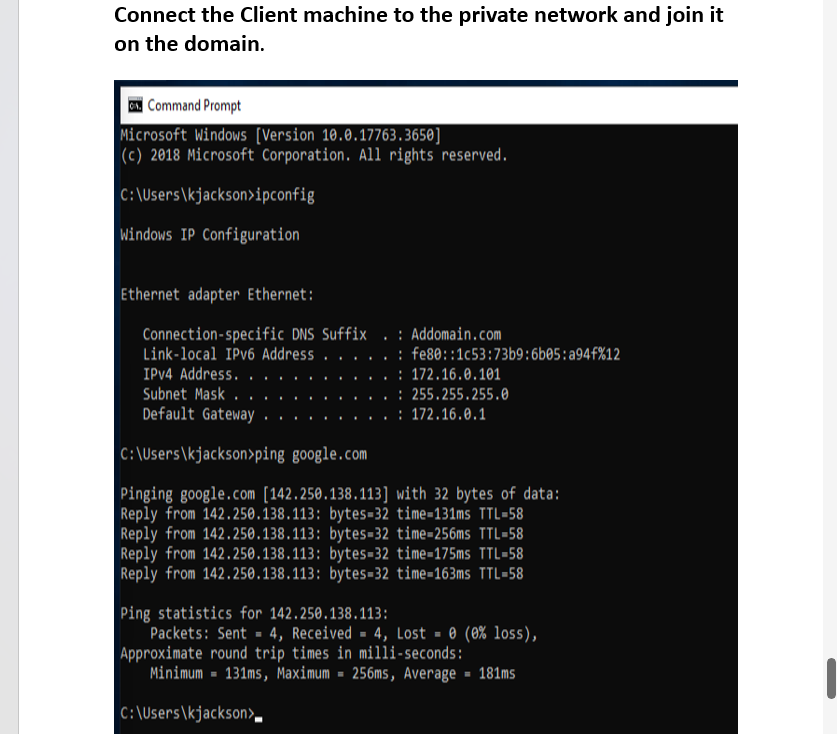 Connect the Client machine to the private network and join it
on the domain.
Command Prompt
Microsoft Windows [Version 10.0.17763.3650]
(c) 2018 Microsoft Corporation. All rights reserved.
C:\Users\kjackson>ipconfig
Windows IP Configuration
Ethernet adapter Ethernet:
Connection-specific DNS Suffix . : Addomain.com
Link-local IPv6 Address . . . . . : fe80::1c53:73b9:6b05:a94f%12
IPv4 Address. . . . . . . . . . . : 172.16.0.101
Subnet Mask . . . . . . . . . . . : 255.255.255.0
Default Gateway . . . . . . . . . : 172.16.0.1
C:\Users\kjackson>ping google.com
Pinging google.com [142.250.138.113] with 32 bytes of data:
Reply from 142.250.138.113: bytes=32 time=131ms TTL=58
Reply from 142.250.138.113: bytes=32 time=256ms TTL=58
Reply from 142.250.138.113: bytes=32 time=175ms TTL=58
Reply from 142.250.138.113: bytes=32 time=163ms TTL=58
Ping statistics for 142.250.138.113:
Packets: Sent = 4, Received = 4, Lost = 0 (0% loss),
Approximate round trip times in milli-seconds:
Minimum = 131ms, Maximum = 256ms, Average = 181ms
C:\Users\kjackson>